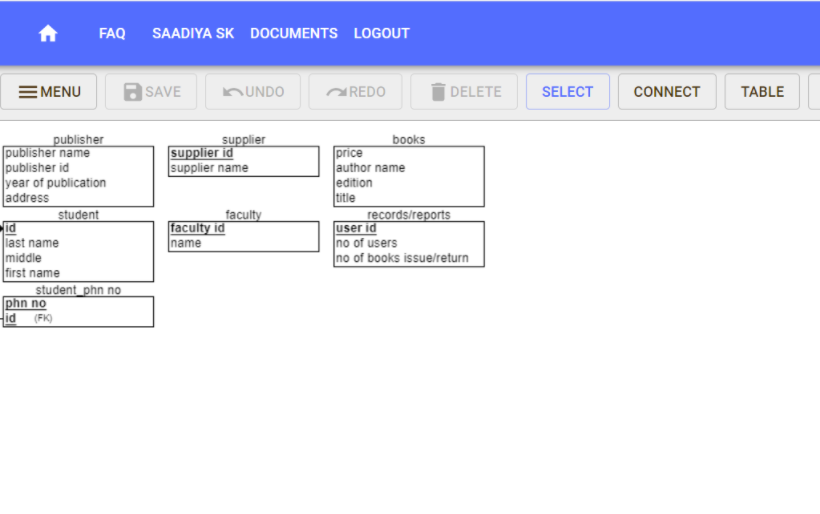 FAQ SAADIYA SK DOCUMENTS LOGOUT
MENU SAVE UNDO REDO DELETE SELECT CONNECT TABLE
publisher
publisher name
publisher id
year of publication
address
supplier
supplier id
supplier name
books
price
author name
edition
title
student
id
last name
middle
first name
faculty
faculty id
name
records/reports
user id
no of users
no of books issue/return
student_phn no
phn no
id (FK)